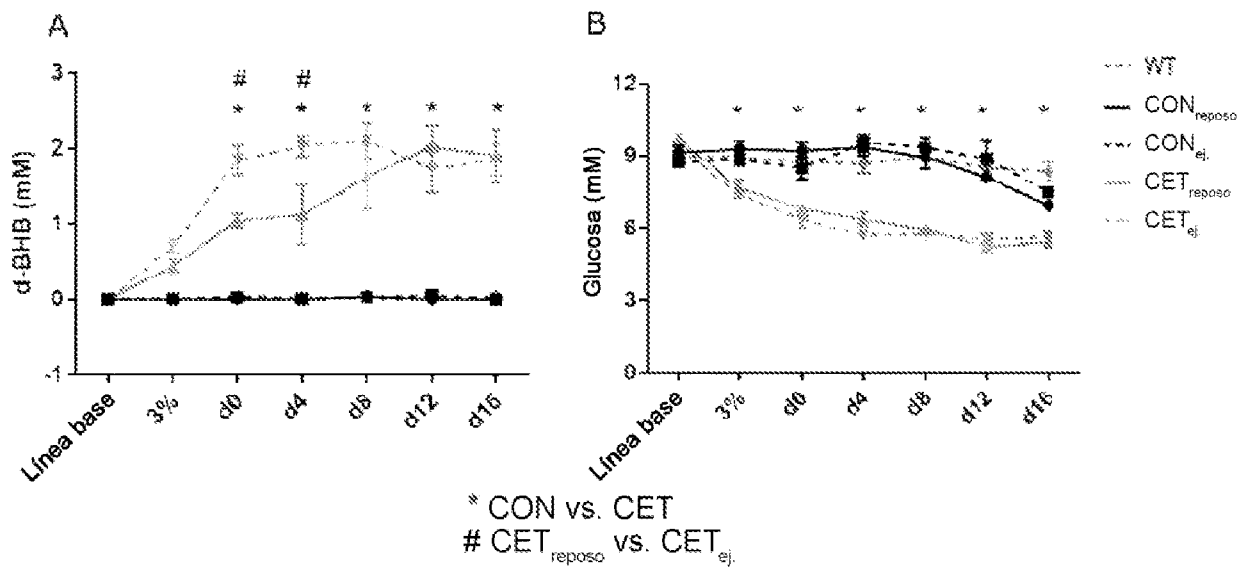 A
B
# #
* * * * *
* * * * * *
3
2
1
0
-1
d-BHB (mM)
Línea base
3%
d0
d4
d8
d12
d16
12
9
6
3
0
Glucosa (mM)
Línea base
3%
d0
d4
d8
d12
d16
WT
CONreposo
CONej.
CETreposo
CETej.
* CON vs. CET
# CETreposo vs. CETej.